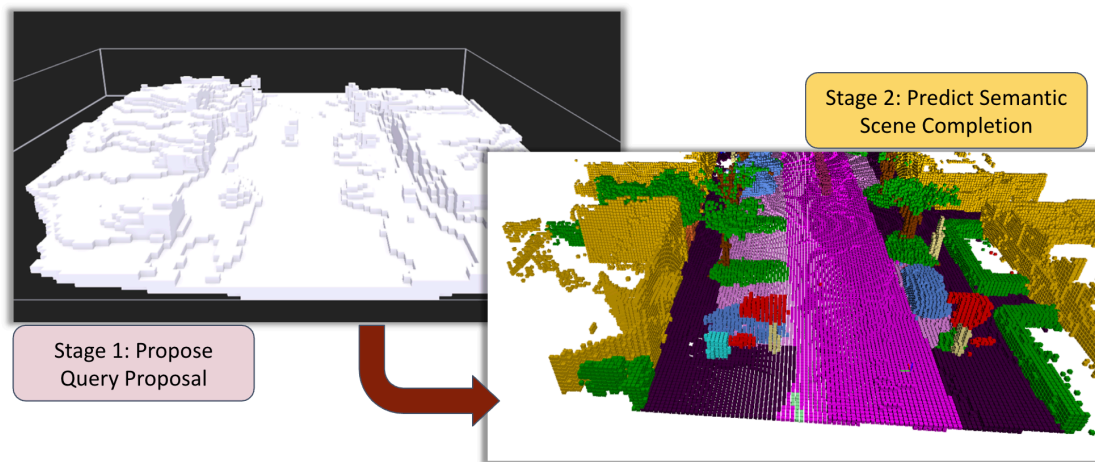 Stage 2: Predict Semantic
Scene Completion
Stage 1: Propose
Query Proposal